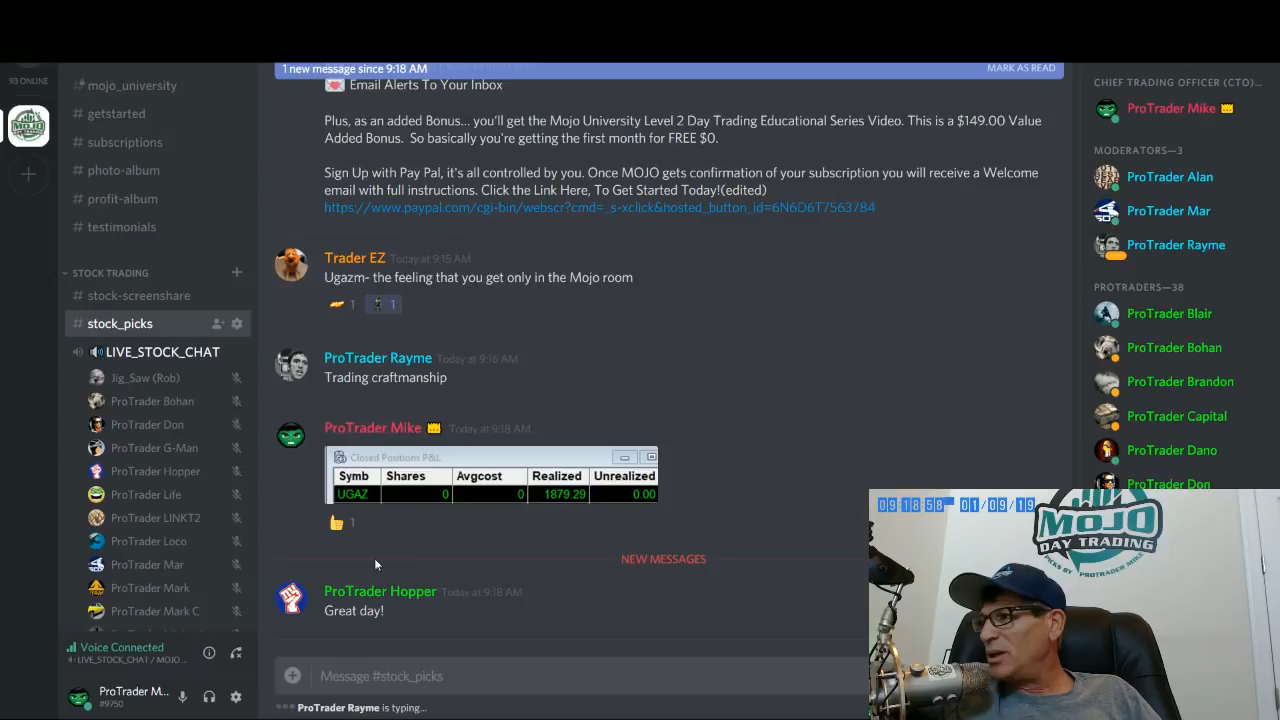 93 ONLINE
MOJO
mojo_university
# getstarted
# subscriptions
# photo-album
# profit-album
# testimonials
STOCK TRADING
# stock-screenshare
# stock_picks
LIVE_STOCK_CHAT
Jig_Saw (Rob)
ProTrader Bohan
ProTrader Don
ProTrader G-Man
ProTrader Hopper
ProTrader Life
ProTrader LINKT2
ProTrader Loco
ProTrader Mar
ProTrader Mark
ProTrader Mark C
Voice Connected
LIVE_STOCK_CHAT / MOJO...
ProTrader M...
#9750
1 new message since 9:18 AM
MARK AS READ
Email Alerts To Your Inbox
Plus, as an added Bonus... you'll get the Mojo University Level 2 Day Trading Educational Series Video. This is a $149.00 Value
Added Bonus. So basically you're getting the first month for FREE $0.
Sign Up with Pay Pal, it's all controlled by you. Once MOJO gets confirmation of your subscription you will receive a Welcome
email with full instructions. Click the Link Here, To Get Started Today!(edited)
https://www.paypal.com/cgi-bin/webscr?cmd=_s-xclick&hosted_button_id=6N6D6T7563784
Trader EZ Today at 9:15 AM
Ugazm- the feeling that you get only in the Mojo room
1 1
ProTrader Rayme Today at 9:16 AM
Trading craftmanship
ProTrader Mike Today at 9:18 AM
Closed Positions P&L
Symb Shares Avgcost Realized Unrealized
UGAZ 0 0 1879.29 0.00
1
NEW MESSAGES
ProTrader Hopper Today at 9:18 AM
Great day!
Message #stock_picks
ProTrader Rayme is typing...
CHIEF TRADING OFFICER (CTO)...
ProTrader Mike
MODERATORS—3
ProTrader Alan
ProTrader Mar
ProTrader Rayme
PROTRADERS—38
ProTrader Blair
ProTrader Bohan
ProTrader Brandon
ProTrader Capital
ProTrader Dano
ProTrader Don
09:18:58 01/09/19
MOJO
DAY TRADING
PICKS BY PROTRADER MIKE